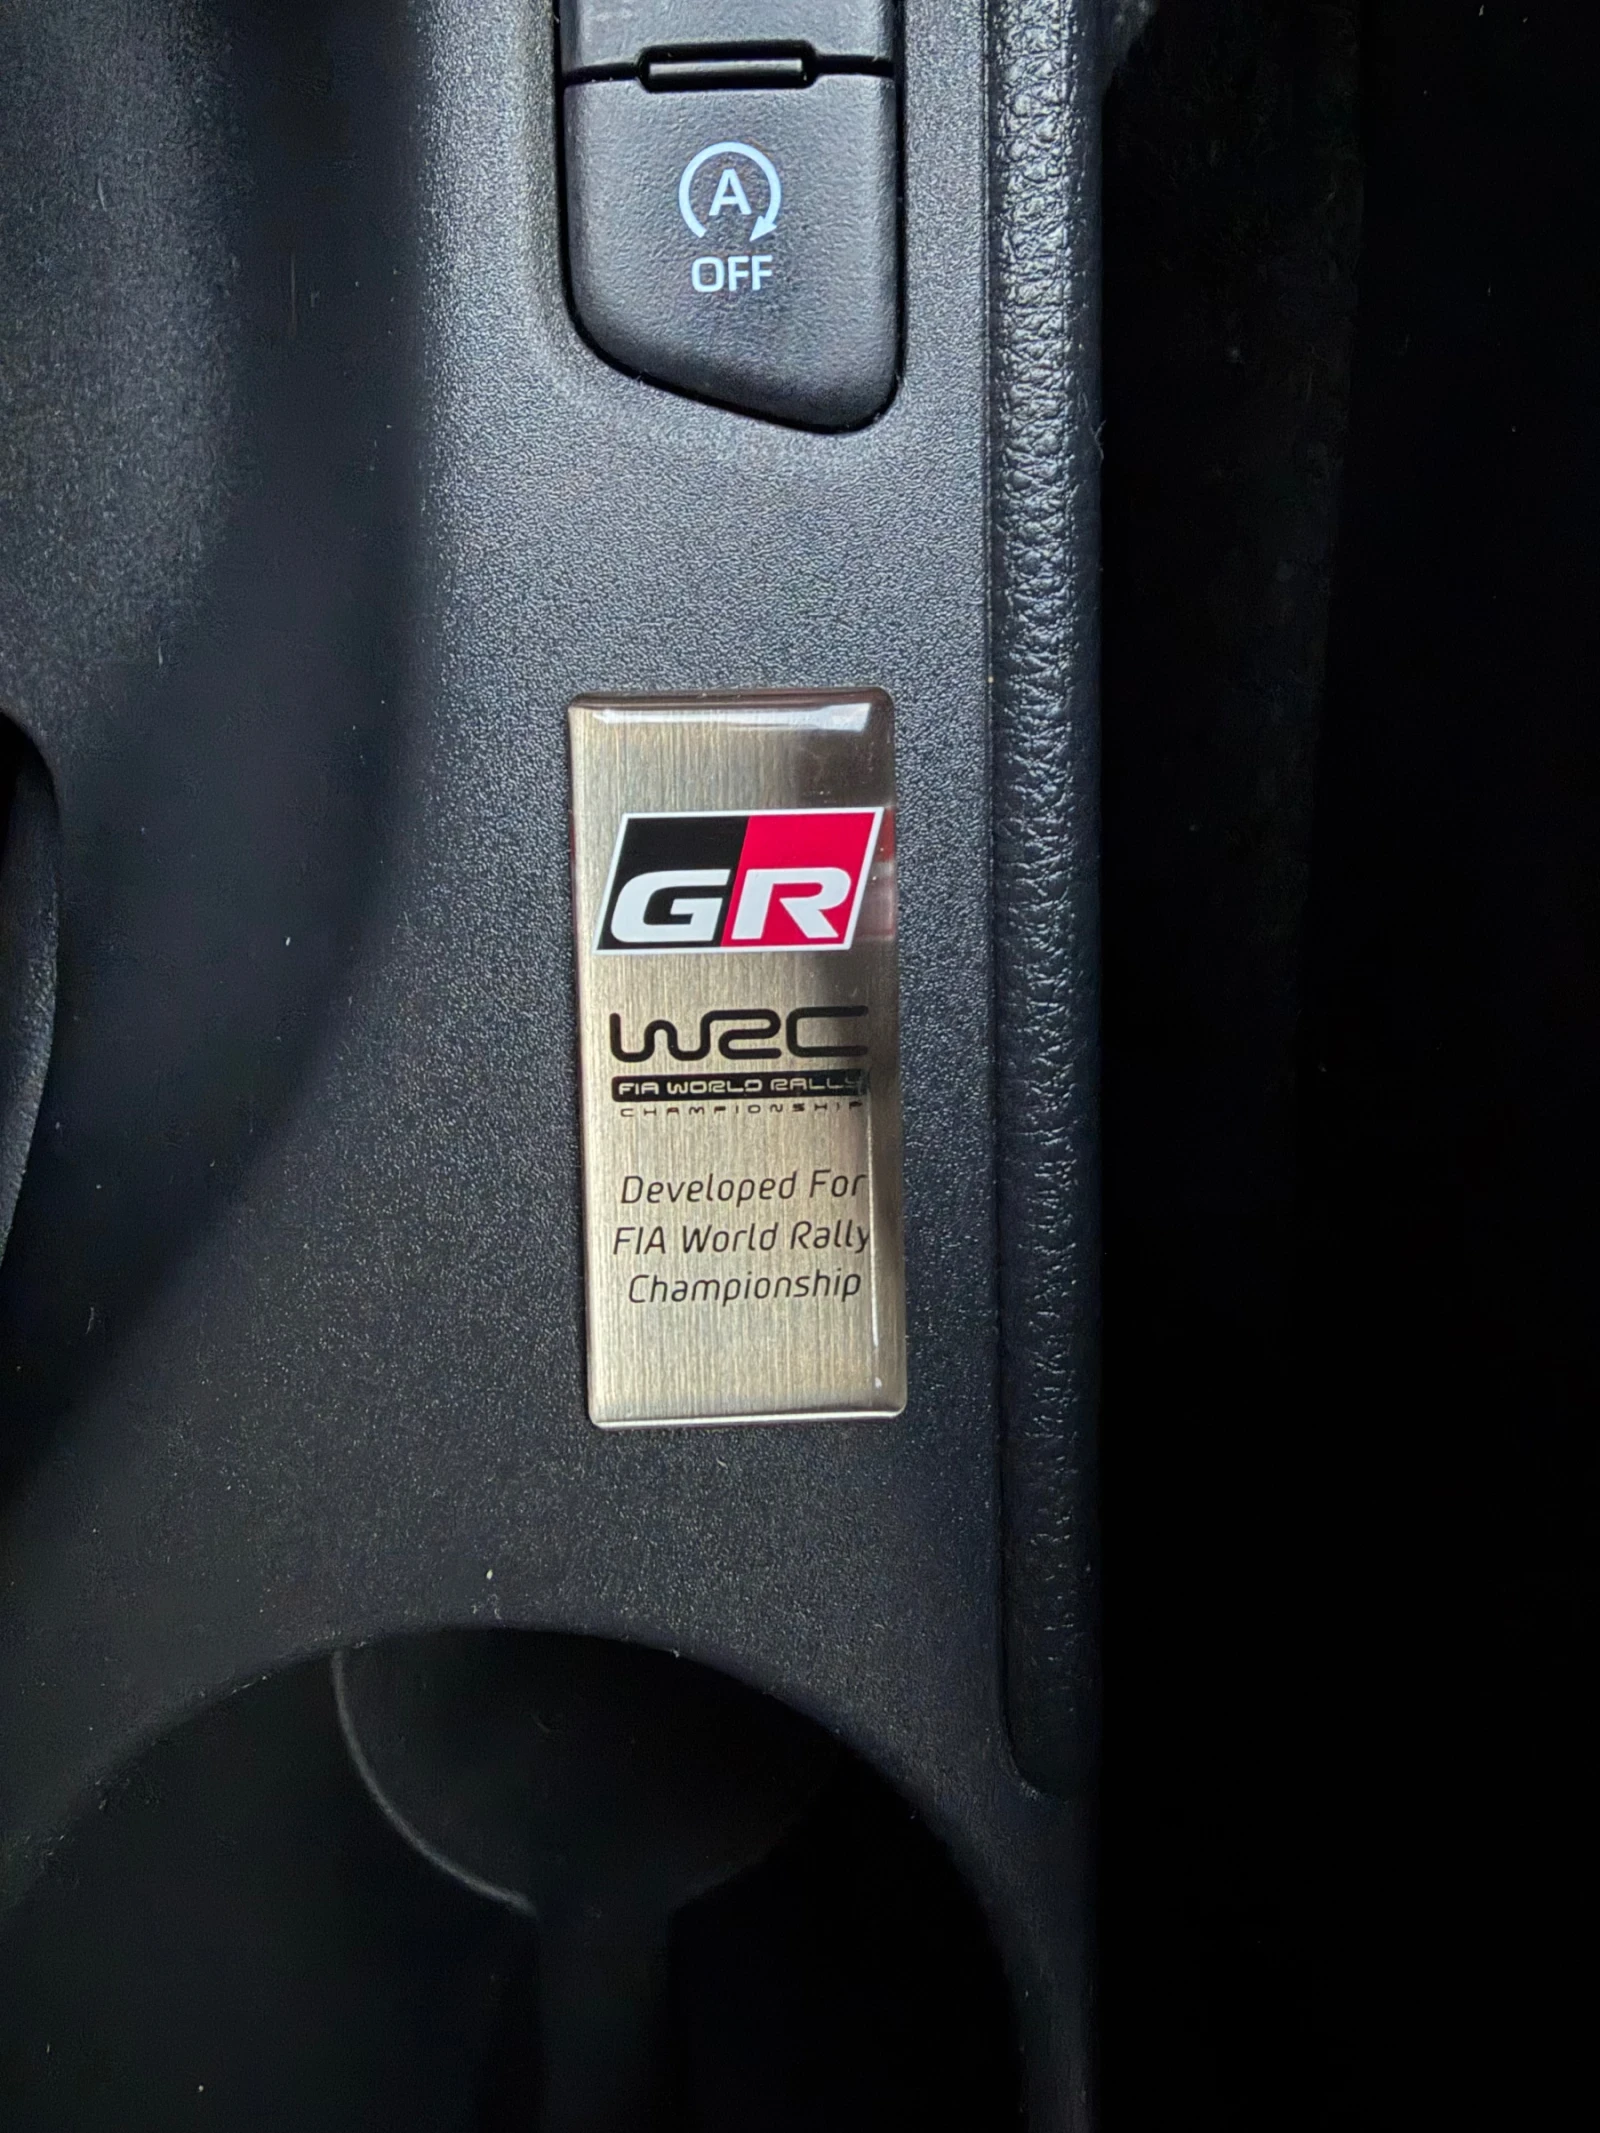 A
OFF
GR
WRC
FIA WORLD RALLY
CHAMPIONSHIP
Developed For
FIA World Rally
Championship